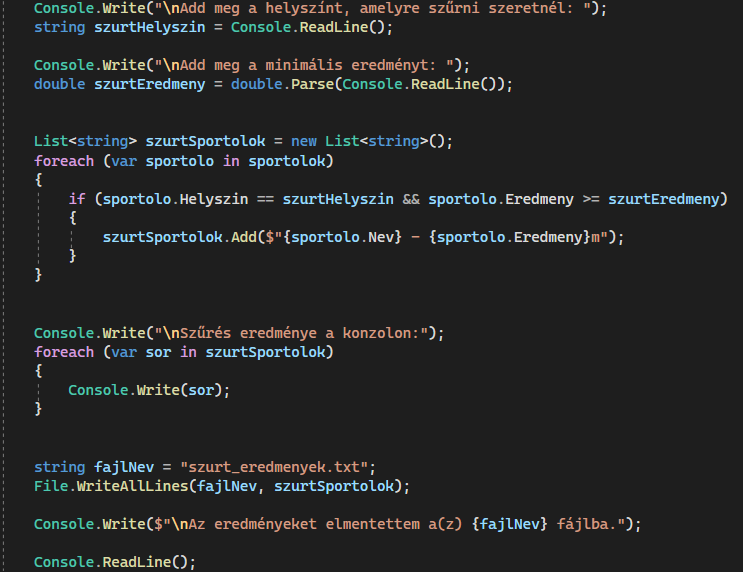 Console.Write("\nAdd meg a helyszínt, amelyre szűrni szeretnél: ");
string szurtHelyszin = Console.ReadLine();
Console.Write("\nAdd meg a minimális eredményt: ");
double szurtEredmeny = double.Parse(Console.ReadLine());
List<string> szurtSportolok = new List<string>();
foreach (var sportolo in sportolok)
{
if (sportolo.Helyszin == szurtHelyszin && sportolo.Eredmeny >= szurtEredmeny)
{
szurtSportolok.Add($"{sportolo.Nev} - {sportolo.Eredmeny}m");
}
}
Console.Write("\nSzűrés eredménye a konzolon:");
foreach (var sor in szurtSportolok)
{
Console.Write(sor);
}
string fajlNev = "szurt_eredmenyek.txt";
File.WriteAllLines(fajlNev, szurtSportolok);
Console.Write($"\nAz eredményeket elmentettem a(z) {fajlNev} fájlba.");
Console.ReadLine();